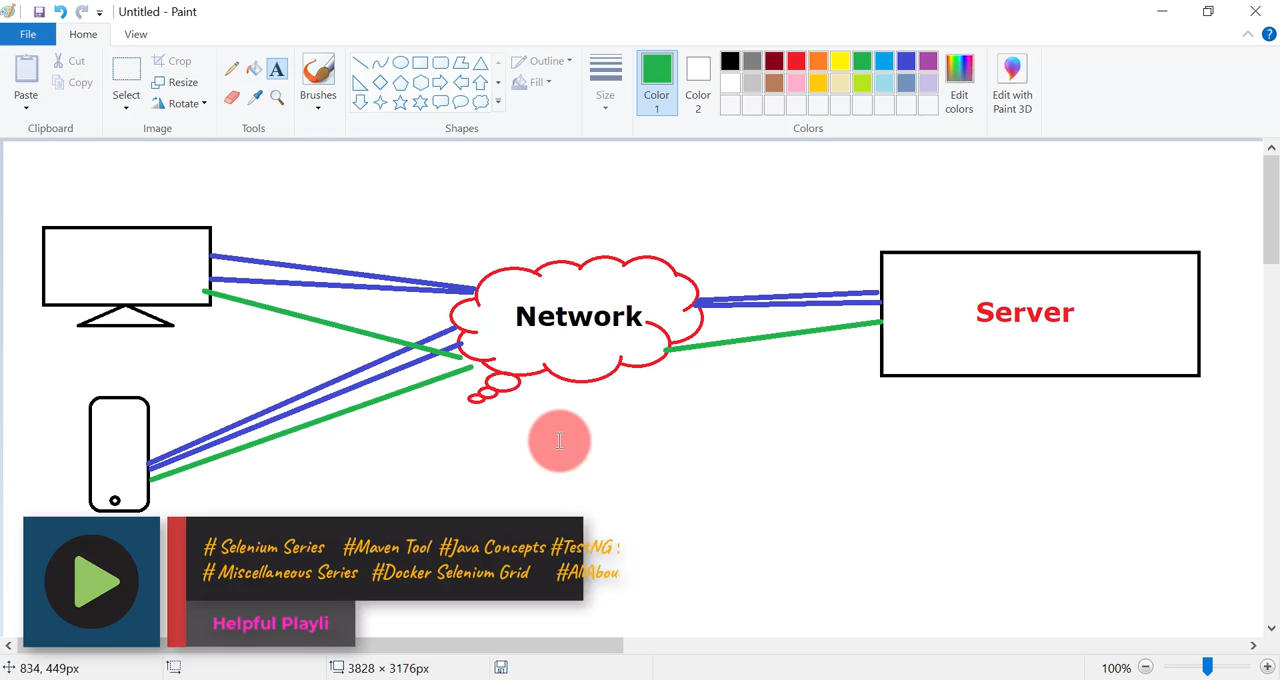 Untitled - Paint
File Home View
Paste
Cut
Copy
Clipboard
Select
Crop
Resize
Rotate
Image
Tools
Brushes
Outline
Fill
Shapes
Size
Color
1
Color
2
Colors
Edit
colors
Edit with
Paint 3D
Network
Server
# Selenium Series #Maven Tool #Java Concepts
# Miscellaneous Series #Docker Selenium Grid
Helpful Playli
834, 449px
3828 × 3176px
100%